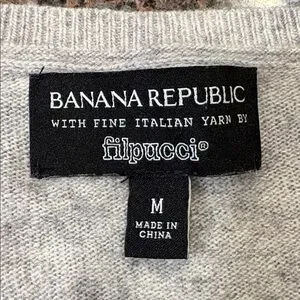 BANANA REPUBLIC
WITH FINE ITALIAN YARN BY
filpucci®
M
MADE IN
CHINA